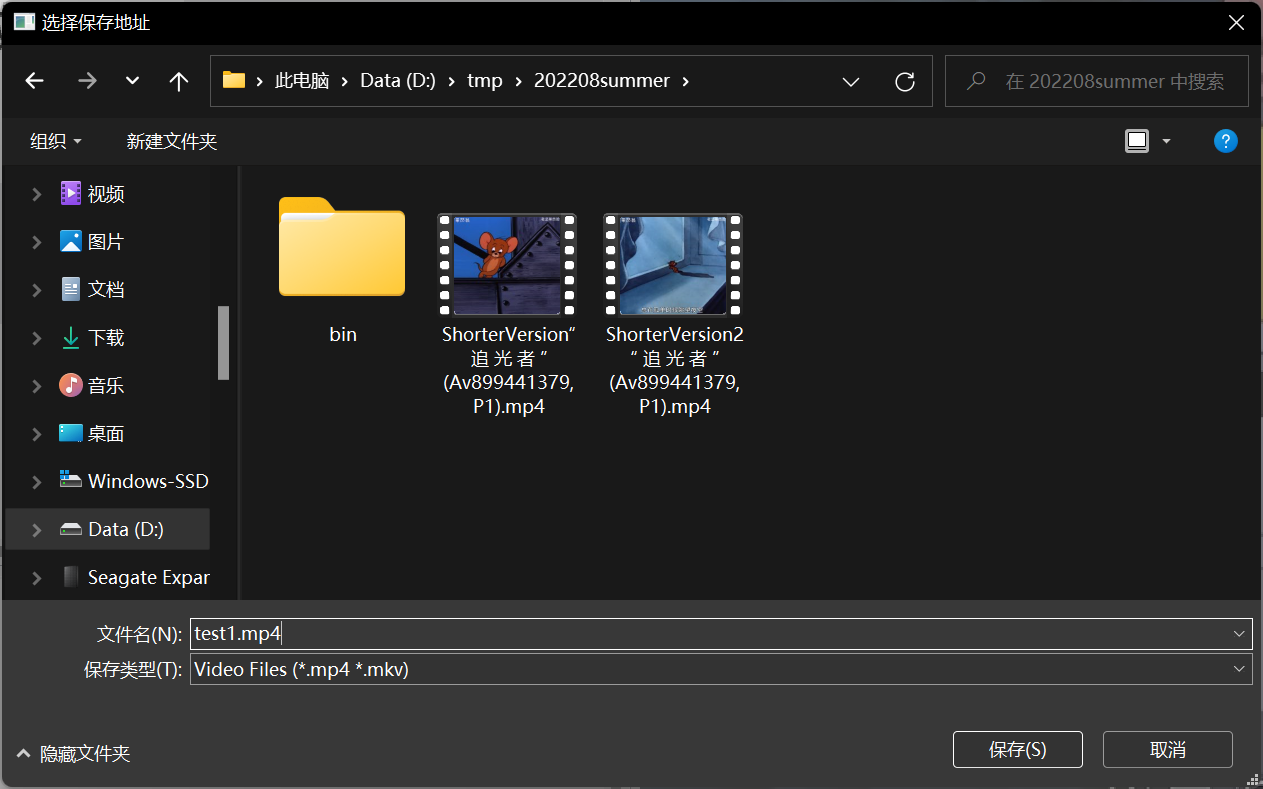 选择保存地址
此电脑 Data (D:) tmp 202208summer
在 202208summer 中搜索
组织
新建文件夹
?
视频
图片
文档
下载
音乐
桌面
Windows-SSD
Data (D:)
Seagate Expar
bin
ShorterVersion“
追 光 者 ”
(Av899441379,
P1).mp4
ShorterVersion2
“ 追 光 者 ”
(Av899441379,
P1).mp4
文件名(N): test1.mp4
保存类型(T): Video Files (*.mp4 *.mkv)
隐藏文件夹
保存(S)
取消